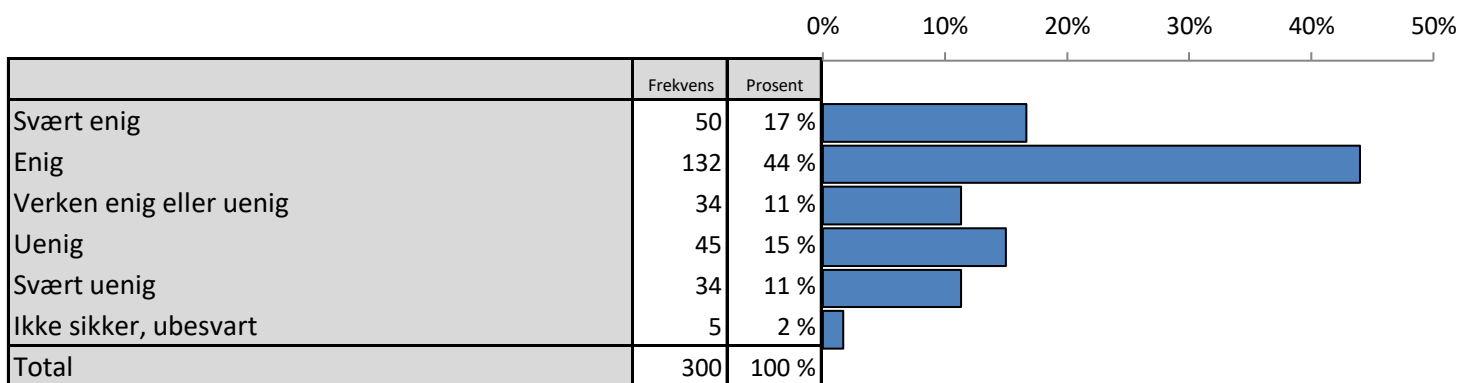 0% 10% 20% 30% 40% 50%
Frekvens Prosent
Svært enig 50 17 %
Enig 132 44 %
Verken enig eller uenig 34 11 %
Uenig 45 15 %
Svært uenig 34 11 %
Ikke sikker, ubesvart 5 2 %
Total 300 100 %